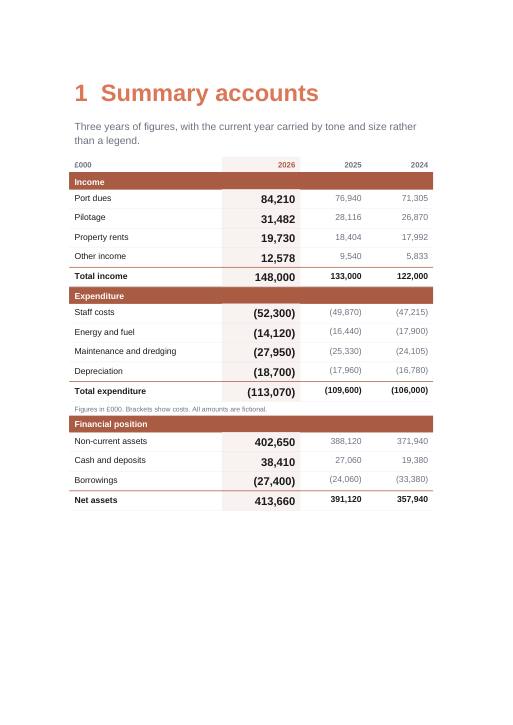 1 Summary accounts
Three years of figures, with the current year carried by tone and size rather
than a legend.
£000 2026 2025 2024
Income
Port dues 84,210 76,940 71,305
Pilotage 31,482 28,116 26,870
Property rents 19,730 18,404 17,992
Other income 12,578 9,540 5,833
Total income 148,000 133,000 122,000
Expenditure
Staff costs (52,300) (49,870) (47,215)
Energy and fuel (14,120) (16,440) (17,900)
Maintenance and dredging (27,950) (25,330) (24,105)
Depreciation (18,700) (17,960) (16,780)
Total expenditure (113,070) (109,600) (106,000)
Figures in £000. Brackets show costs. All amounts are fictional.
Financial position
Non-current assets 402,650 388,120 371,940
Cash and deposits 38,410 27,060 19,380
Borrowings (27,400) (24,060) (33,380)
Net assets 413,660 391,120 357,940